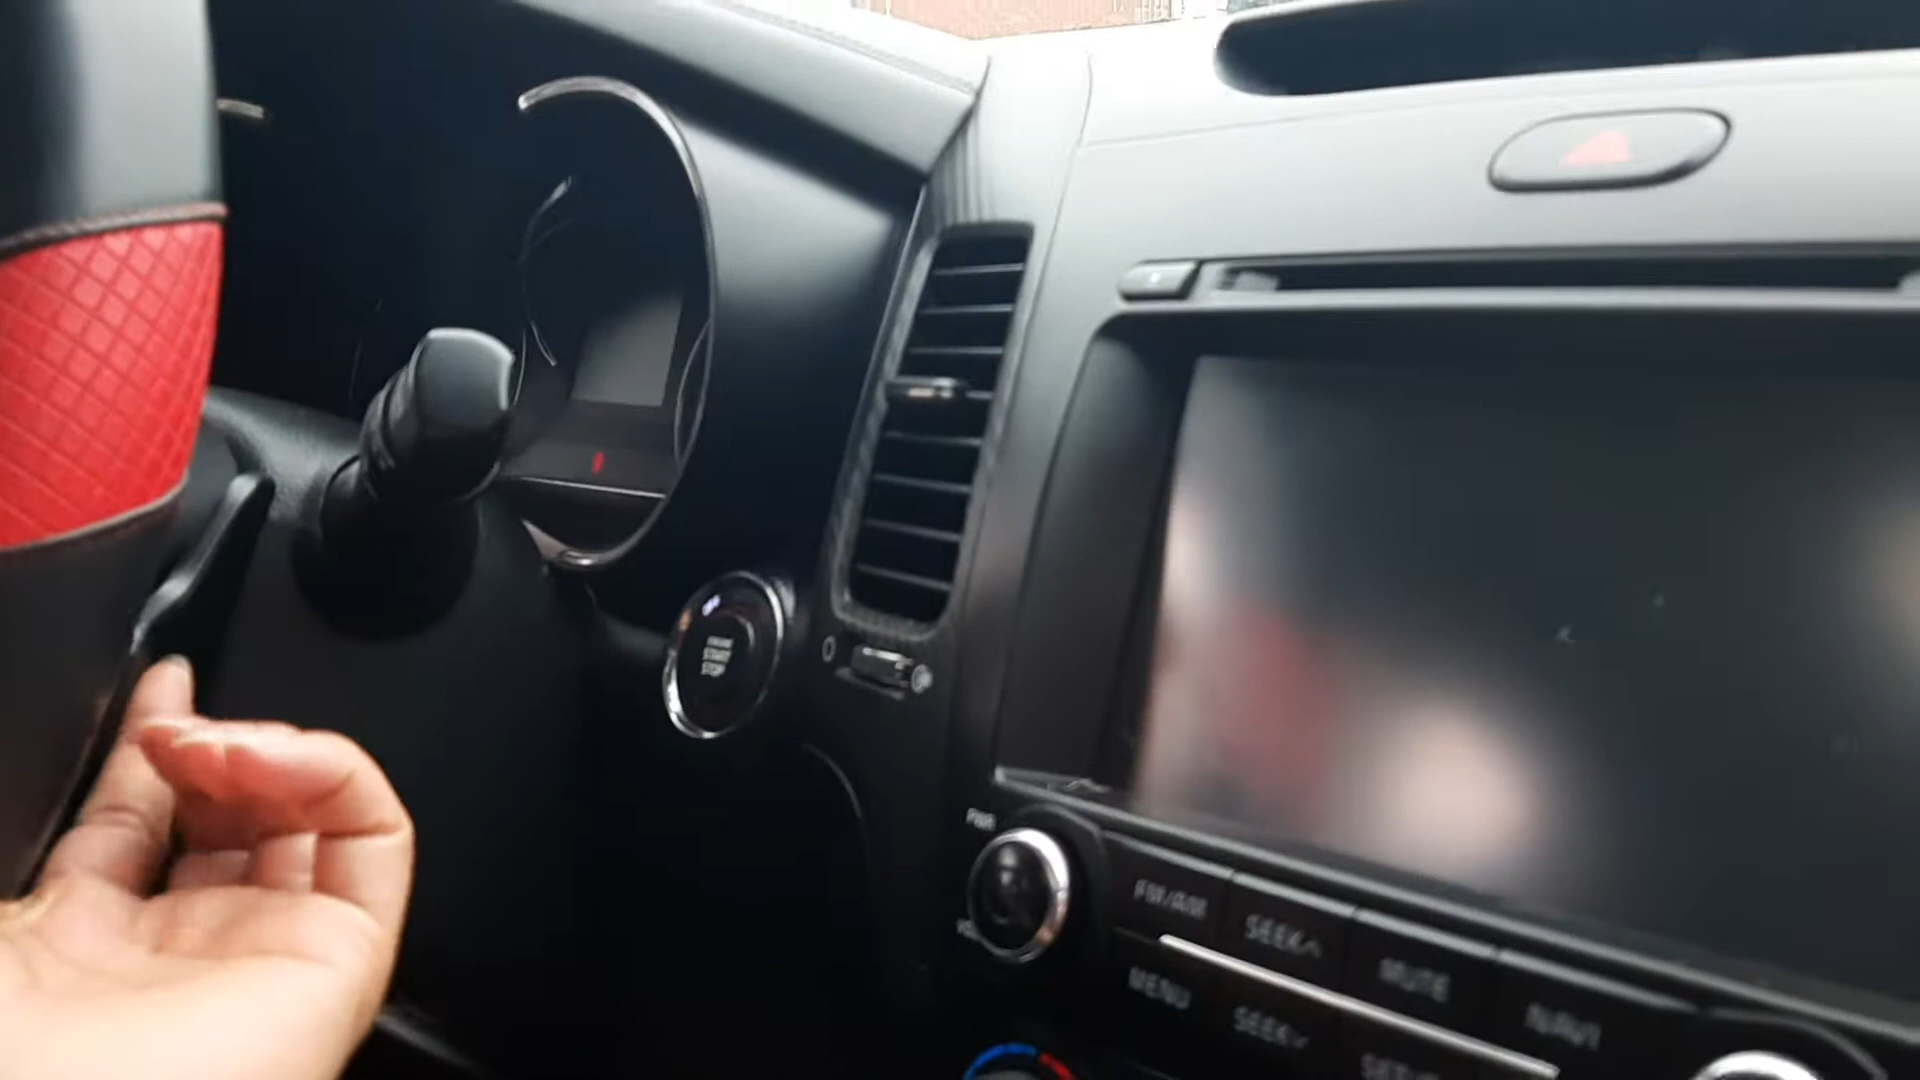 ENGINE
START
STOP
PWR
FM/AM
SEEK∧
MUTE
NAVI
MENU
SEEK∨